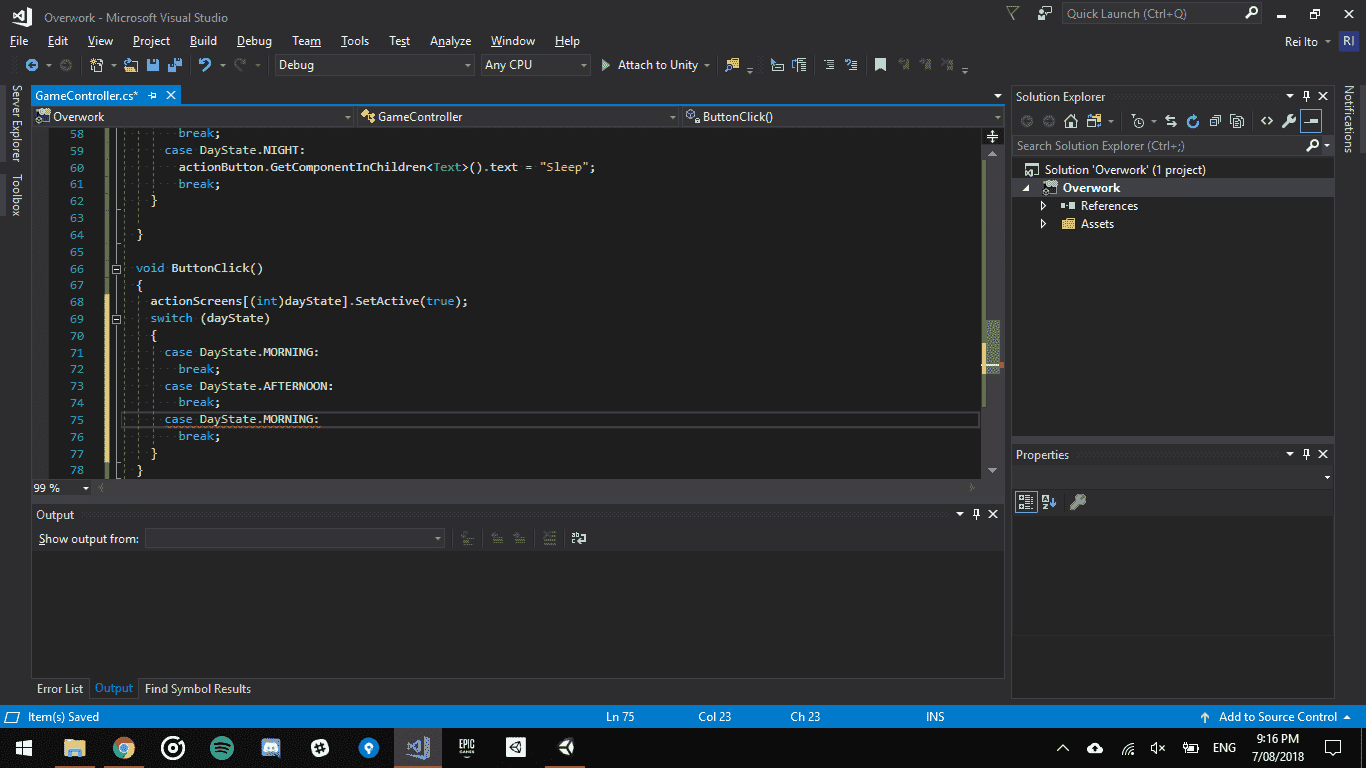 Overwork - Microsoft Visual Studio
Quick Launch (Ctrl+Q)
File Edit View Project Build Debug Team Tools Test Analyze Window Help
Rei Ito RI
Debug Any CPU Attach to Unity
Server Explorer
Toolbox
GameController.cs*
Overwork GameController ButtonClick()
58 break;
59 case DayState.NIGHT:
60 actionButton.GetComponentInChildren<Text>().text = "Sleep";
61 break;
62 }
63
64 }
65
66 void ButtonClick()
67 {
68 actionScreens[(int)dayState].SetActive(true);
69 switch (dayState)
70 {
71 case DayState.MORNING:
72 break;
73 case DayState.AFTERNOON:
74 break;
75 case DayState.MORNING:
76 break;
77 }
78 }
99 %
Output
Show output from:
Error List Output Find Symbol Results
Solution Explorer
Search Solution Explorer (Ctrl+;)
Solution 'Overwork' (1 project)
Overwork
References
Assets
Properties
Notifications
Item(s) Saved Ln 75 Col 23 Ch 23 INS Add to Source Control
EPIC
GAMES
ENG
9:16 PM
7/08/2018